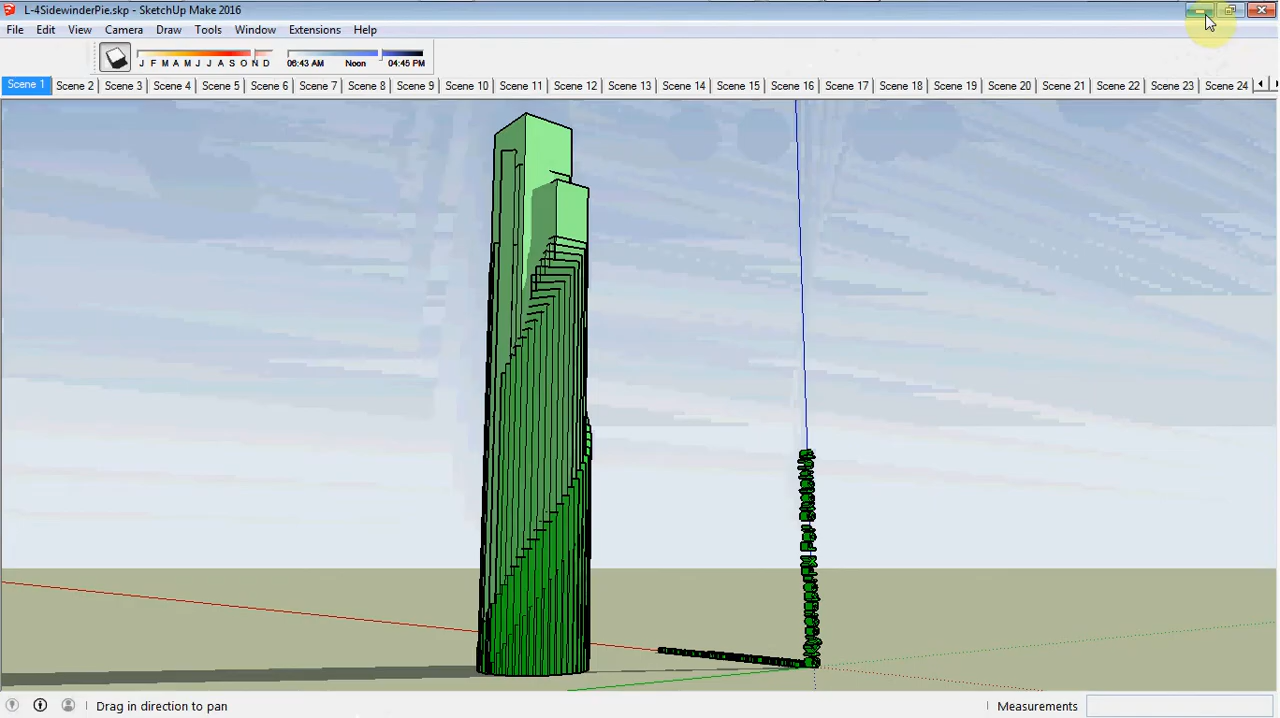 L-4SidewinderPie.skp - SketchUp Make 2016
File Edit View Camera Draw Tools Window Extensions Help
J F M A M J J A S O N D 06:43 AM Noon 04:45 PM
Scene 1 Scene 2 Scene 3 Scene 4 Scene 5 Scene 6 Scene 7 Scene 8 Scene 9 Scene 10 Scene 11 Scene 12 Scene 13 Scene 14 Scene 15 Scene 16 Scene 17 Scene 18 Scene 19 Scene 20 Scene 21 Scene 22 Scene 23 Scene 24
Drag in direction to pan Measurements